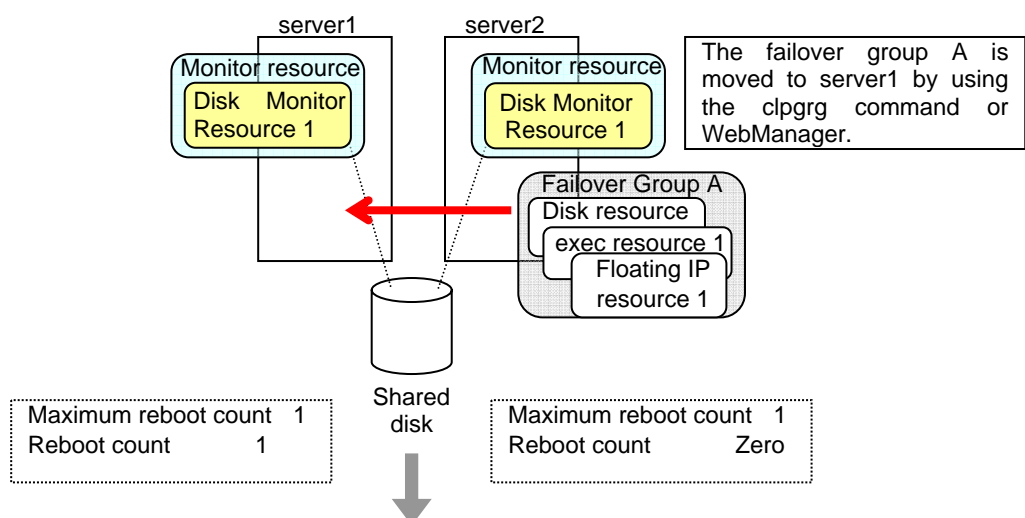 server1
server2
Monitor resource
Disk Monitor
Resource 1
Monitor resource
Disk Monitor
Resource 1
The failover group A is
moved to server1 by using
the clpgrg command or
WebManager.
Failover Group A
Disk resource
exec resource 1
Floating IP
resource 1
Shared
disk
Maximum reboot count 1
Reboot count 1
Maximum reboot count 1
Reboot count Zero